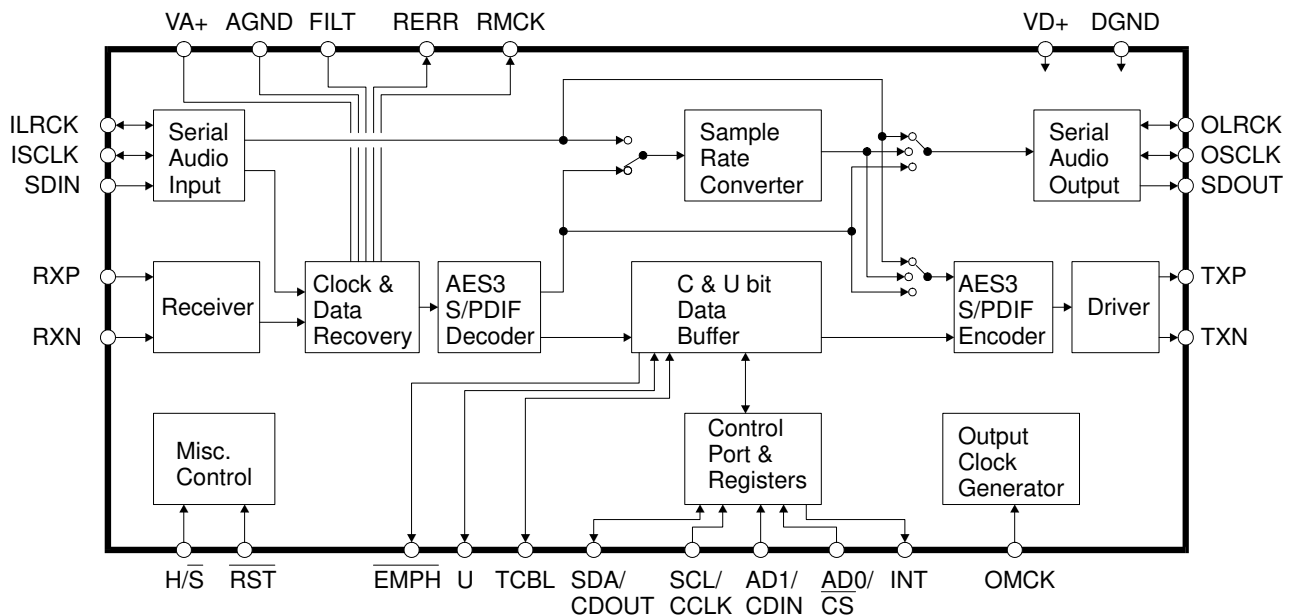 VA+ AGND FILT RERR RMCK VD+ DGND
ILRCK
ISCLK
SDIN
Serial
Audio
Input
Sample
Rate
Converter
Serial
Audio
Output
OLRCK
OSCLK
SDOUT
RXP
RXN
Receiver
Clock &
Data
Recovery
AES3
S/PDIF
Decoder
C & U bit
Data
Buffer
AES3
S/PDIF
Encoder
Driver
TXP
TXN
Misc.
Control
Control
Port &
Registers
Output
Clock
Generator
H/S̅
R̅S̅T̅
E̅M̅P̅H̅
U
TCBL
SDA/
CDOUT
SCL/
CCLK
AD1/
CDIN
AD0/
C̅S̅
INT
OMCK